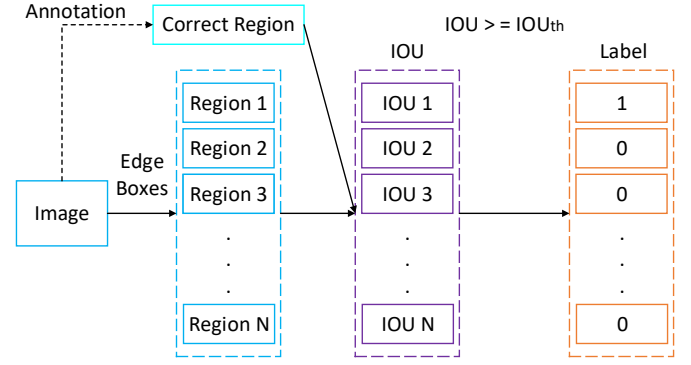 Annotation
Correct Region
IOU > = IOUth
IOU
Label
Region 1
IOU 1
1
Region 2
IOU 2
0
Edge
Boxes
Region 3
IOU 3
0
Image
.
.
.
.
.
.
.
.
.
Region N
IOU N
0